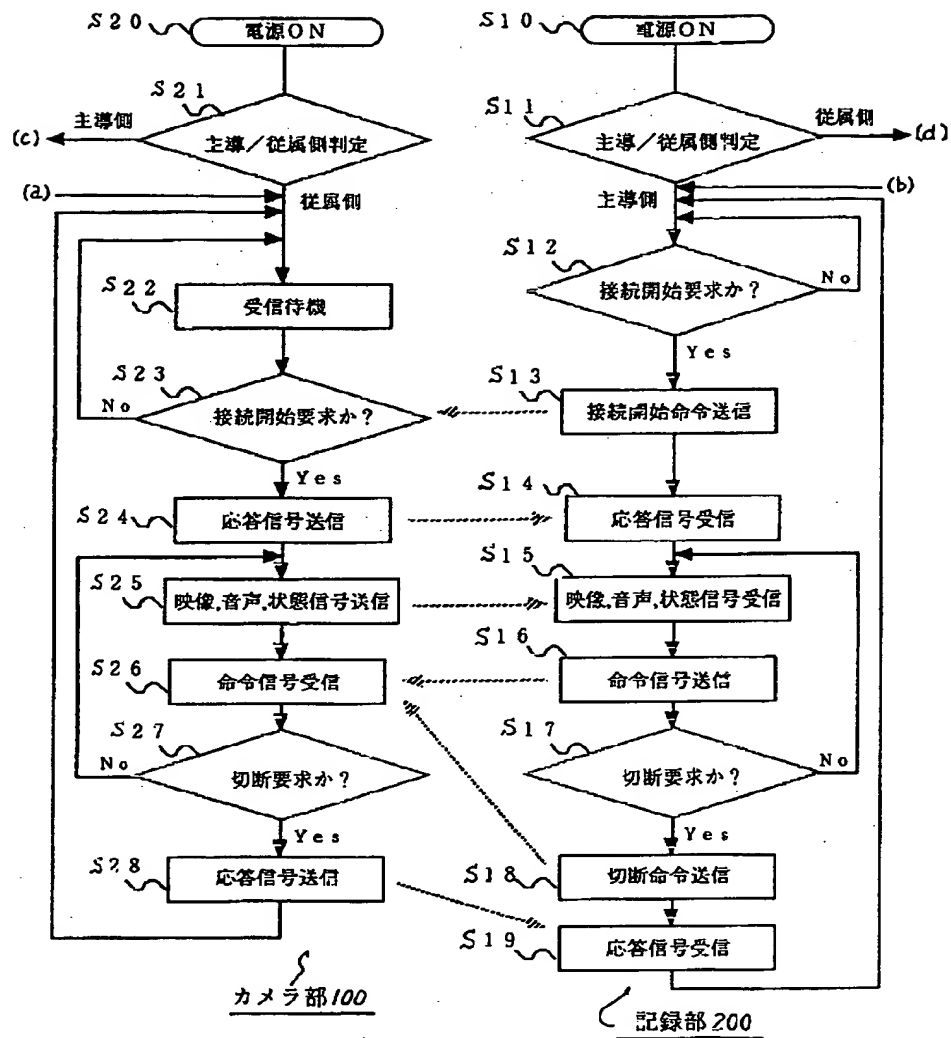 S20
電源ON
S21
主導側
(c)
主導/従属側判定
(a)
従属側
S22
受信待機
S23
No
接続開始要求か?
Yes
S24
応答信号送信
S25
映像,音声,状態信号送信
S26
命令信号受信
S27
No
切断要求か?
Yes
S28
応答信号送信
カメラ部100
S10
電源ON
S11
従属側
(d)
主導/従属側判定
(b)
主導側
S12
No
接続開始要求か?
Yes
S13
接続開始命令送信
S14
応答信号受信
S15
映像,音声,状態信号受信
S16
命令信号送信
S17
No
切断要求か?
Yes
S18
切断命令送信
S19
応答信号受信
記録部200